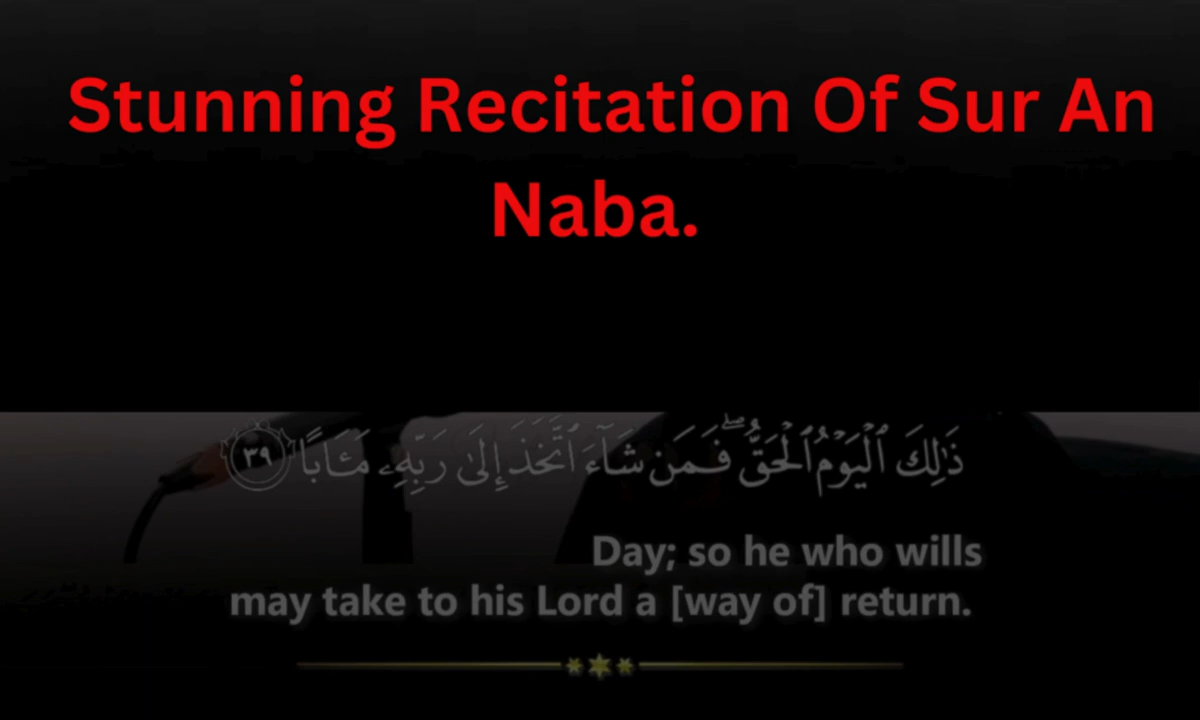 Stunning Recitation Of Sur An
Naba.
ذَٰلِكَ ٱلْيَوْمُ ٱلْحَقُّ ۖ فَمَن شَآءَ ٱتَّخَذَ إِلَىٰ رَبِّهِۦ مَـَٔابًا ٣٩
Day; so he who wills
may take to his Lord a [way of] return.